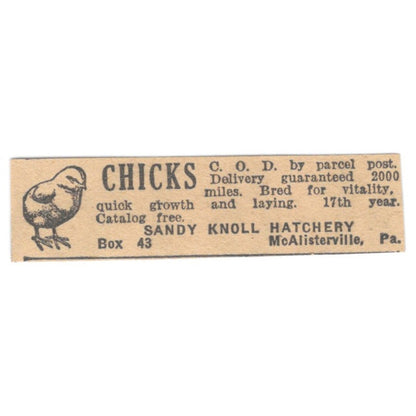 CHICKS C. O. D. by parcel post.
Delivery guaranteed 2000
miles. Bred for vitality,
quick growth and laying. 17th year.
Catalog free.
SANDY KNOLL HATCHERY
Box 43 McAlisterville, Pa.